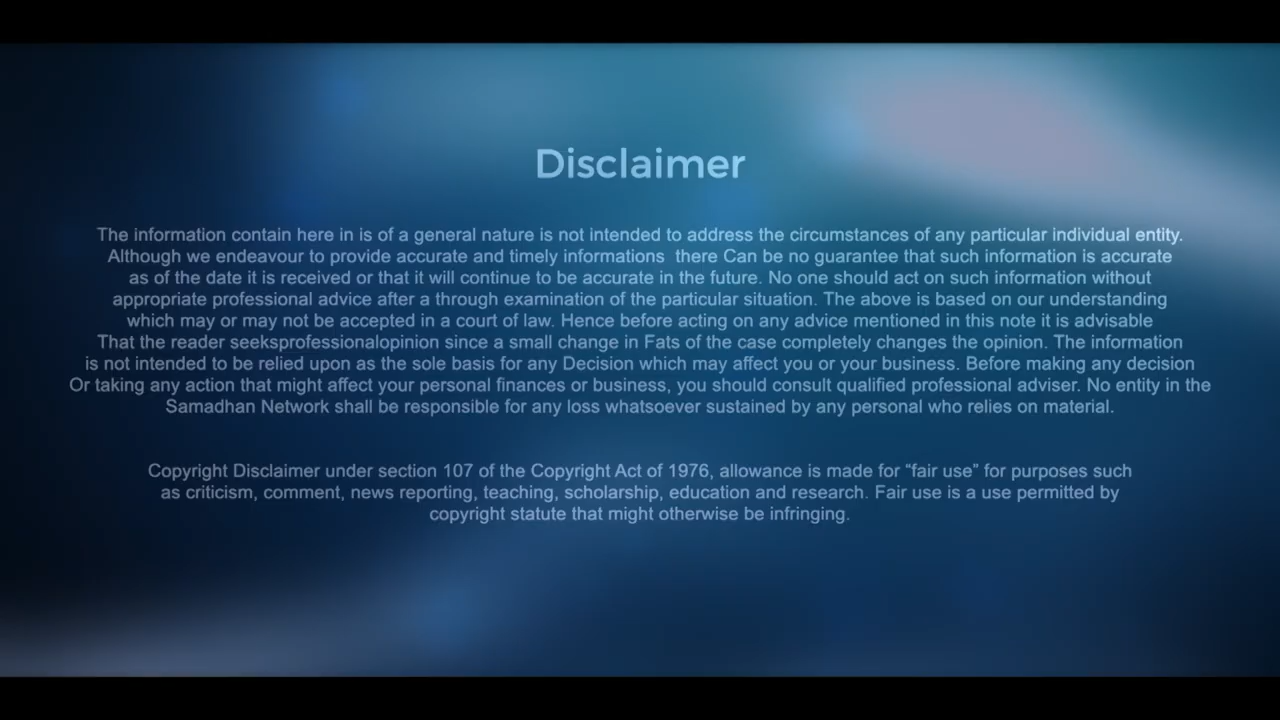 Disclaimer
The information contain here in is of a general nature is not intended to address the circumstances of any particular individual entity.
Although we endeavour to provide accurate and timely informations  there Can be no guarantee that such information is accurate
as of the date it is received or that it will continue to be accurate in the future. No one should act on such information without
appropriate professional advice after a through examination of the particular situation. The above is based on our understanding
which may or may not be accepted in a court of law. Hence before acting on any advice mentioned in this note it is advisable
That the reader seeksprofessionalopinion since a small change in Fats of the case completely changes the opinion. The information
is not intended to be relied upon as the sole basis for any Decision which may affect you or your business. Before making any decision
Or taking any action that might affect your personal finances or business, you should consult qualified professional adviser. No entity in the
Samadhan Network shall be responsible for any loss whatsoever sustained by any personal who relies on material.
Copyright Disclaimer under section 107 of the Copyright Act of 1976, allowance is made for “fair use” for purposes such
as criticism, comment, news reporting, teaching, scholarship, education and research. Fair use is a use permitted by
copyright statute that might otherwise be infringing.